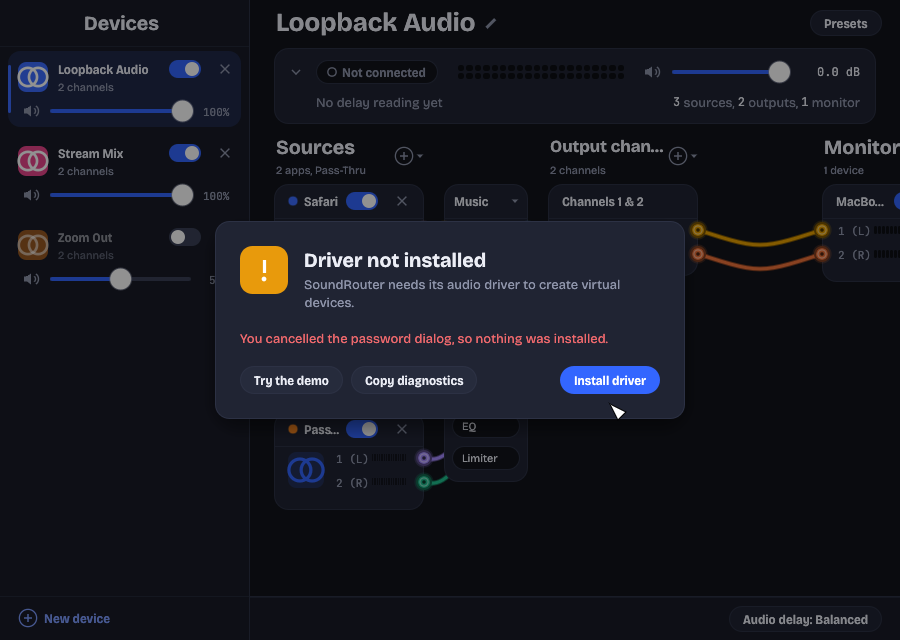 Devices
Loopback Audio
2 channels
100%
Stream Mix
2 channels
100%
Zoom Out
2 channels
New device
Loopback Audio
Presets
Not connected
0.0 dB
No delay reading yet
3 sources, 2 outputs, 1 monitor
Sources
2 apps, Pass-Thru
Output chan...
2 channels
Monitor
1 device
Safari
Music
Channels 1 & 2
MacBo...
1 (L)
2 (R)
!
Driver not installed
SoundRouter needs its audio driver to create virtual
devices.
You cancelled the password dialog, so nothing was installed.
Try the demo
Copy diagnostics
Install driver
Pass...
1 (L)
2 (R)
EQ
Limiter
Audio delay: Balanced